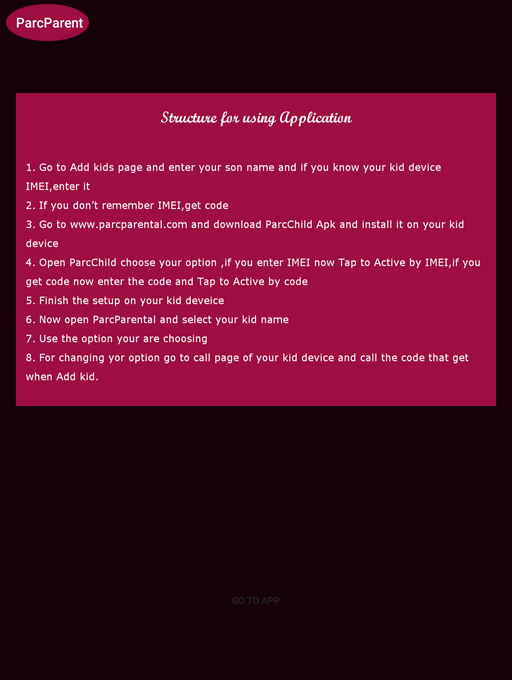 ParcParent
Structure for using Application
1. Go to Add kids page and enter your son name and if you know your kid device
IMEI,enter it
2. If you don’t remember IMEI,get code
3. Go to www.parcparental.com and download ParcChild Apk and install it on your kid
device
4. Open ParcChild choose your option ,if you enter IMEI now Tap to Active by IMEI,if you
get code now enter the code and Tap to Active by code
5. Finish the setup on your kid deveice
6. Now open ParcParental and select your kid name
7. Use the option your are choosing
8. For changing yor option go to call page of your kid device and call the code that get
when Add kid.
GO TO APP